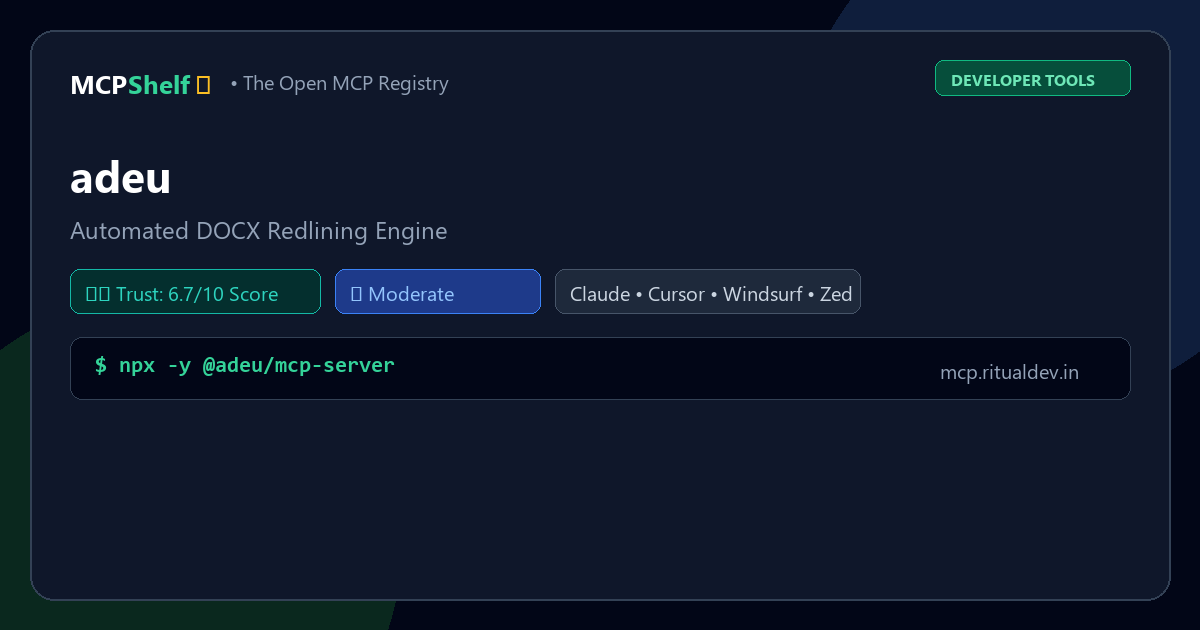 MCPShelf • The Open MCP Registry
DEVELOPER TOOLS
adeu
Automated DOCX Redlining Engine
Trust: 6.7/10 Score
Moderate
Claude • Cursor • Windsurf • Zed
$ npx -y @adeu/mcp-server
mcp.ritualdev.in